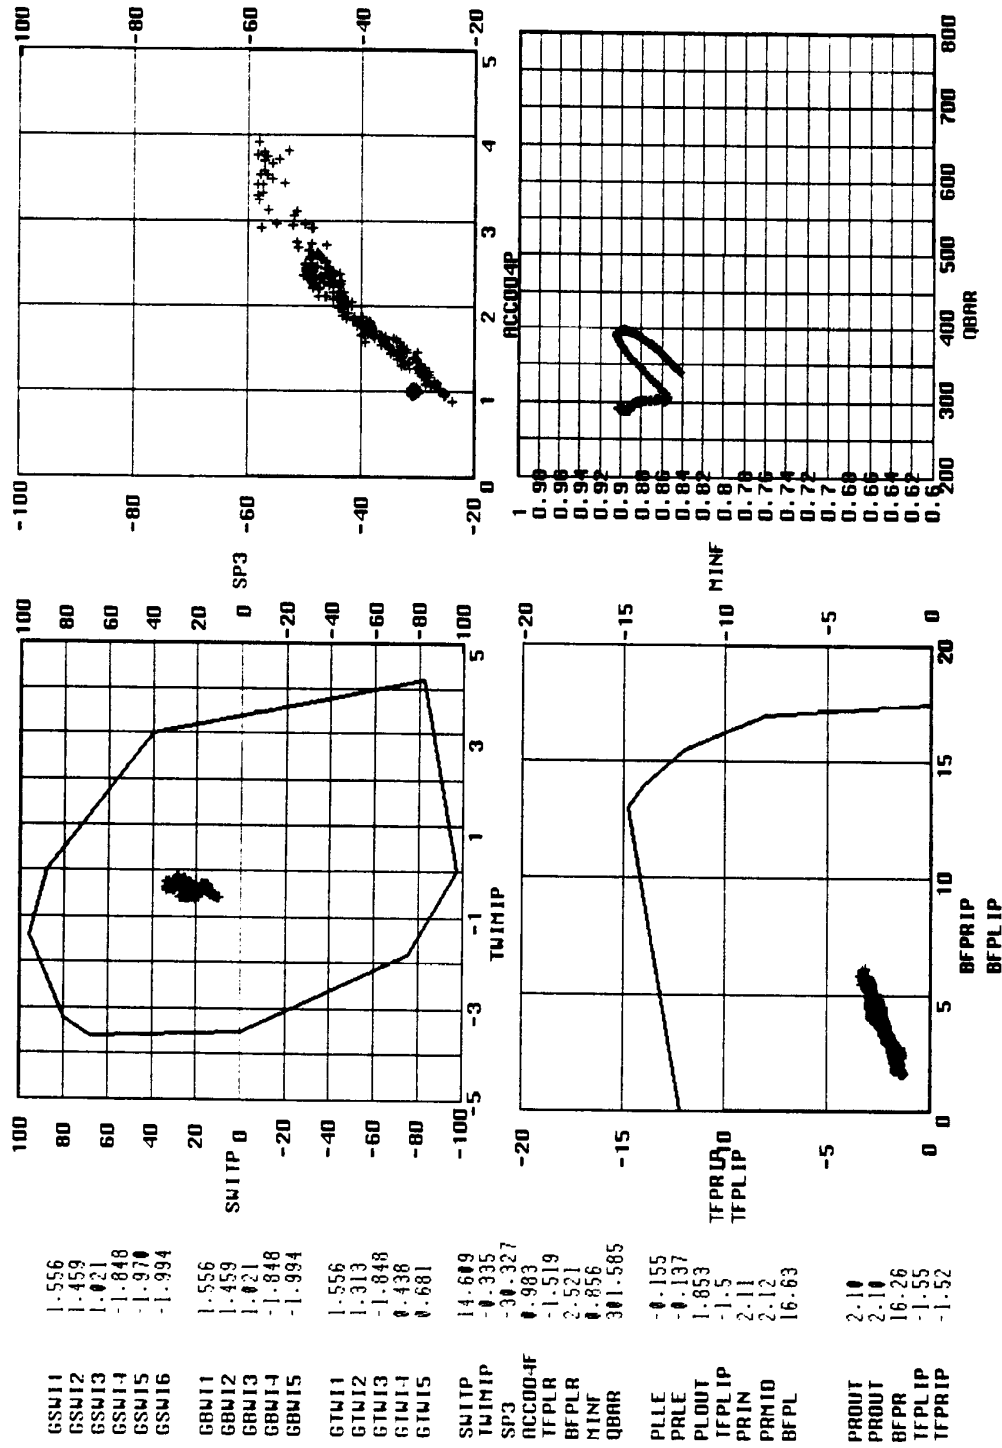 GSWI1 1.556
GSWI2 1.459
GSWI3 1.021
GSWI4 -1.848
GSWI5 -1.970
GSWI6 -1.994
GBWI1 1.556
GBWI2 1.459
GBWI3 1.021
GBWI4 -1.848
GBWI5 -1.994
GTWI1 1.556
GTWI2 1.313
GTWI3 -1.848
GTWI4 0.438
GTWI5 0.681
SWITP 14.609
TWIMIP -0.335
SP3 -30.327
ACC004F 0.983
TFPLR -1.519
BFPLR 2.521
MINF 0.856
QBAR 301.585
PLLE -0.155
PRLE -0.137
PLOUT 1.853
TFPLIP -1.5
PRIN 2.11
PRMID 2.12
BFPL 16.63
PROUT 2.10
PROUT 2.10
BFPR 16.26
TFPLIP -1.55
TFPRIP -1.52
100 100
80 80
60 60
40 40
20 20
SWITP
0 0
-20 -20
-40 -40
-60 -60
-80 -80
-100 100
-5 -3 -1 1 3 5
TWIMIP
-100 -100
-80 -80
SP3
-60 -60
-40 -40
-20 -20
0 1 2 3 4 5
ACC004P
-20 -20
-15 -15
TFPRIP
-10 -10
TFPLIP
-5 -5
0 0
0 5 10 15 20
BFPRIP
BFPLIP
1
0.98
0.96
0.94
0.92
0.9
0.88
0.86
0.84
0.82
MINF
0.8
0.78
0.76
0.74
0.72
0.7
0.68
0.66
0.64
0.62
0.6
200 300 400 500 600 700 800
QBAR